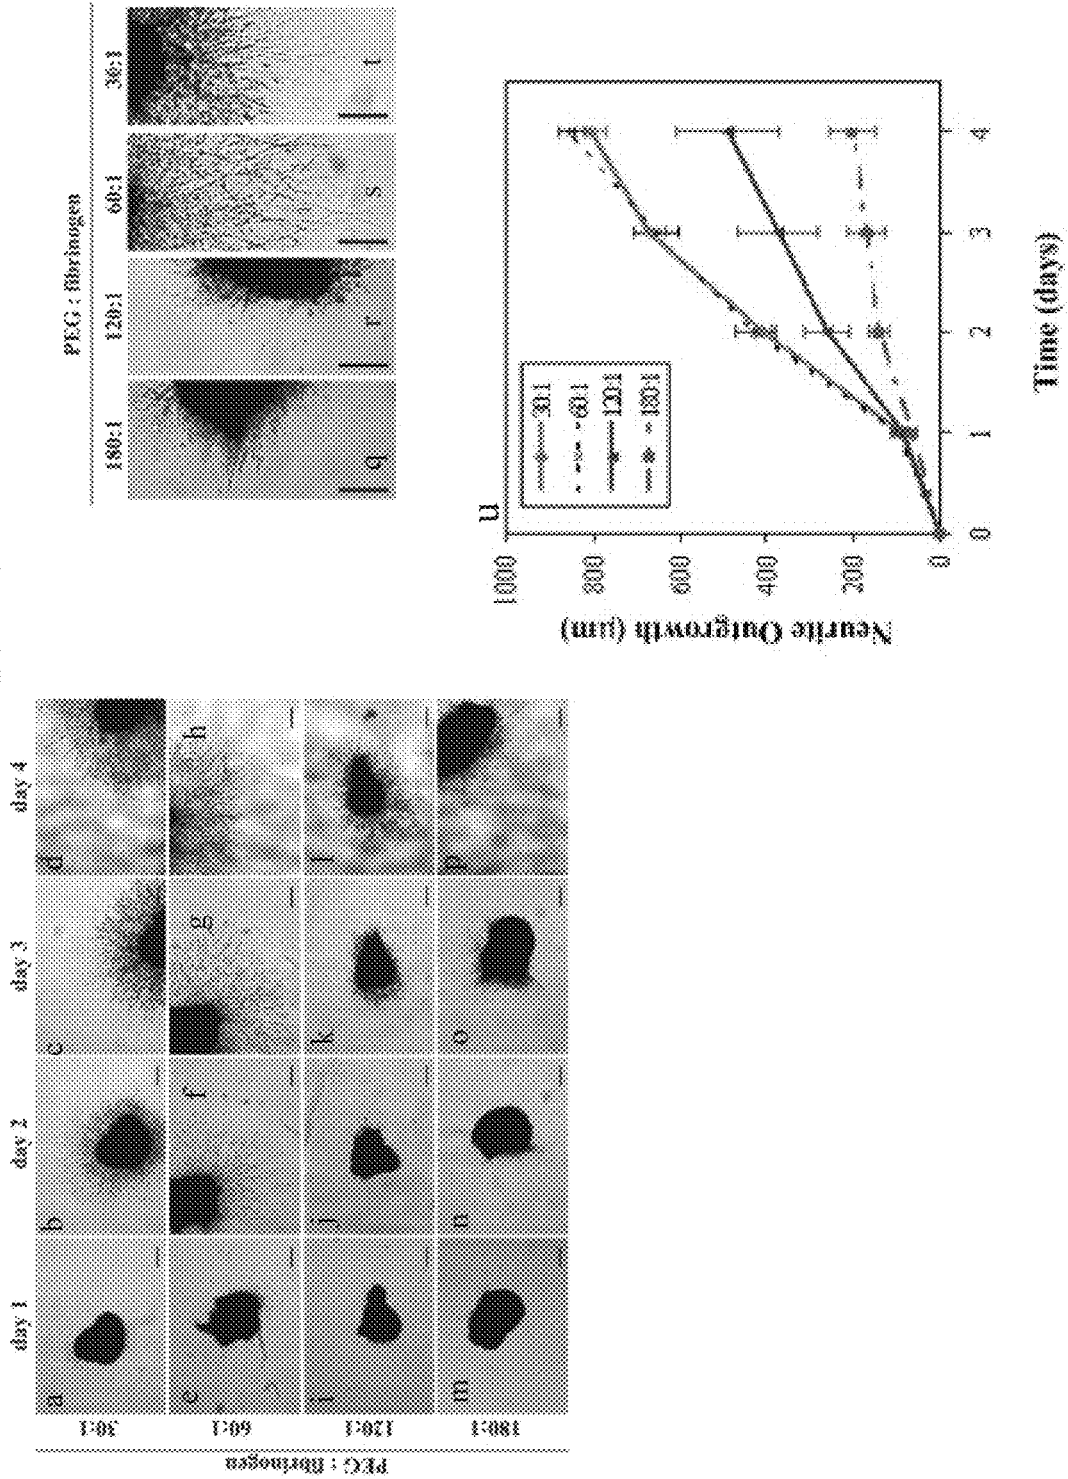 day 1 day 2 day 3 day 4
PEG : fibrinogen
30:1
60:1
120:1
180:1
a b c d
e f g h
i j k l
m n o p
PEG : fibrinogen
180:1 120:1 60:1 30:1
q r s t
u
Neurite Outgrowth (μm)
1000
800
600
400
200
0
30:1
60:1
120:1
180:1
0 1 2 3 4
Time (days)